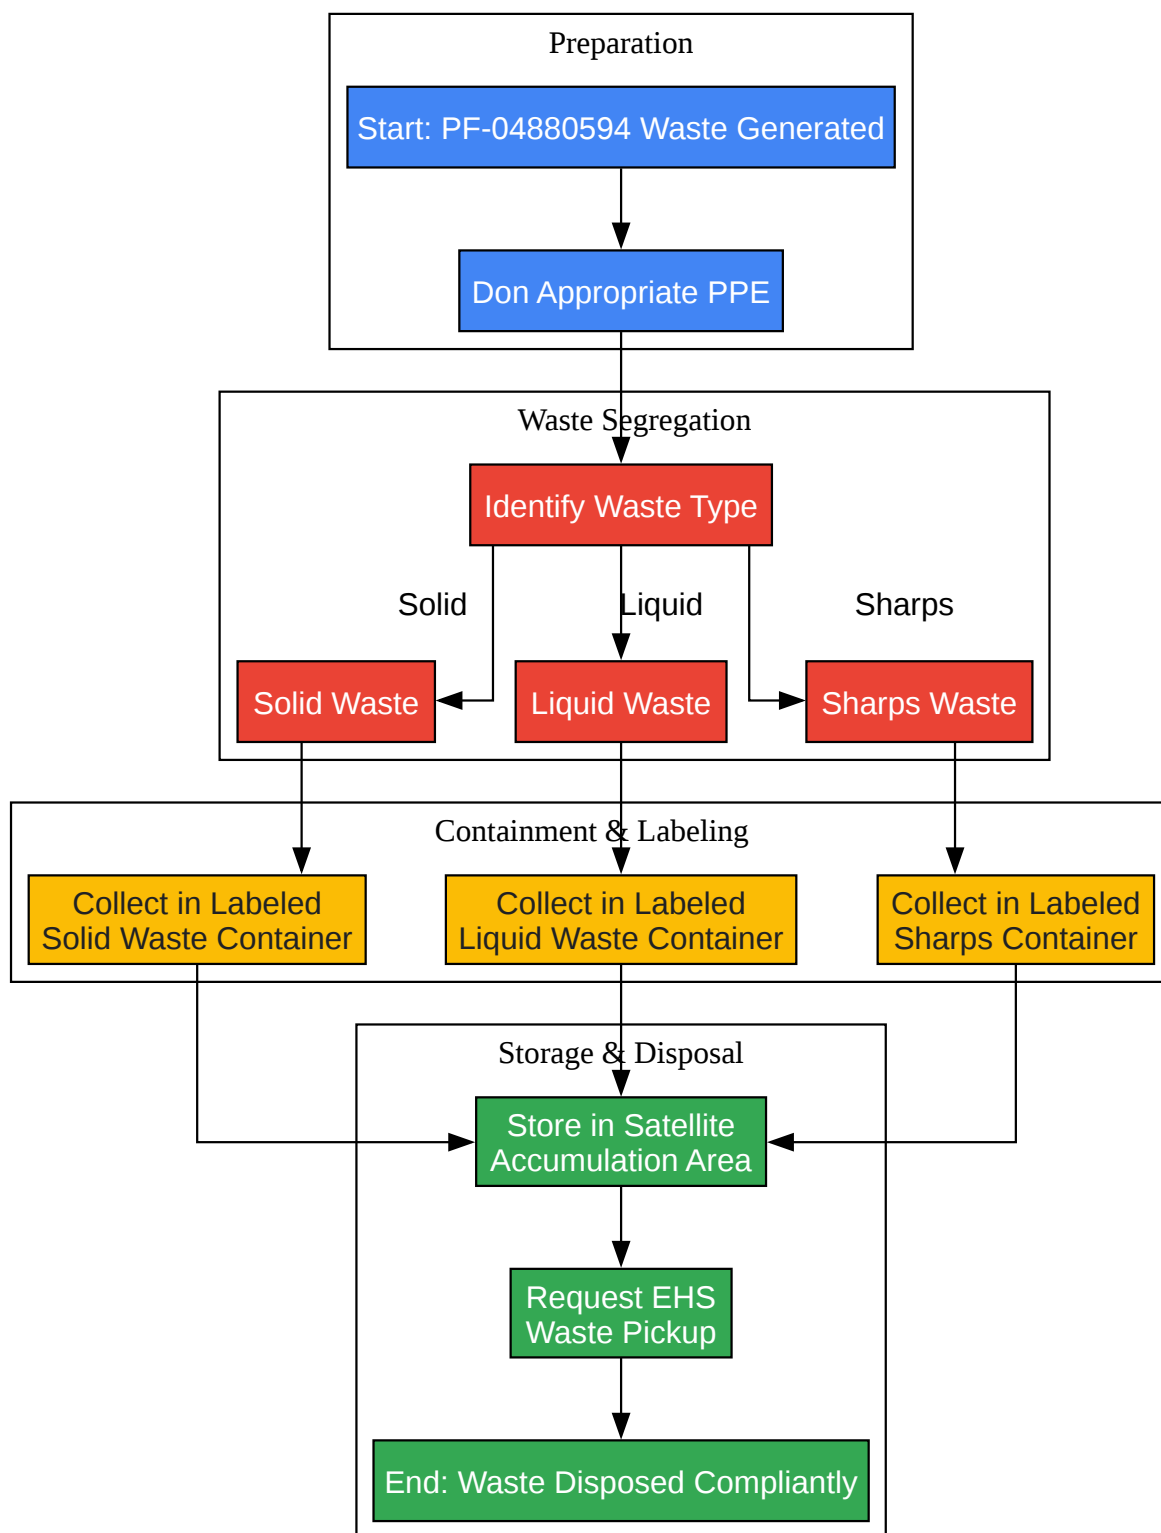 Preparation
Start: PF-04880594 Waste Generated
Don Appropriate PPE
Waste Segregation
Identify Waste Type
Solid
Liquid
Sharps
Solid Waste
Liquid Waste
Sharps Waste
Containment & Labeling
Collect in Labeled
Solid Waste Container
Collect in Labeled
Liquid Waste Container
Collect in Labeled
Sharps Container
Storage & Disposal
Store in Satellite
Accumulation Area
Request EHS
Waste Pickup
End: Waste Disposed Compliantly